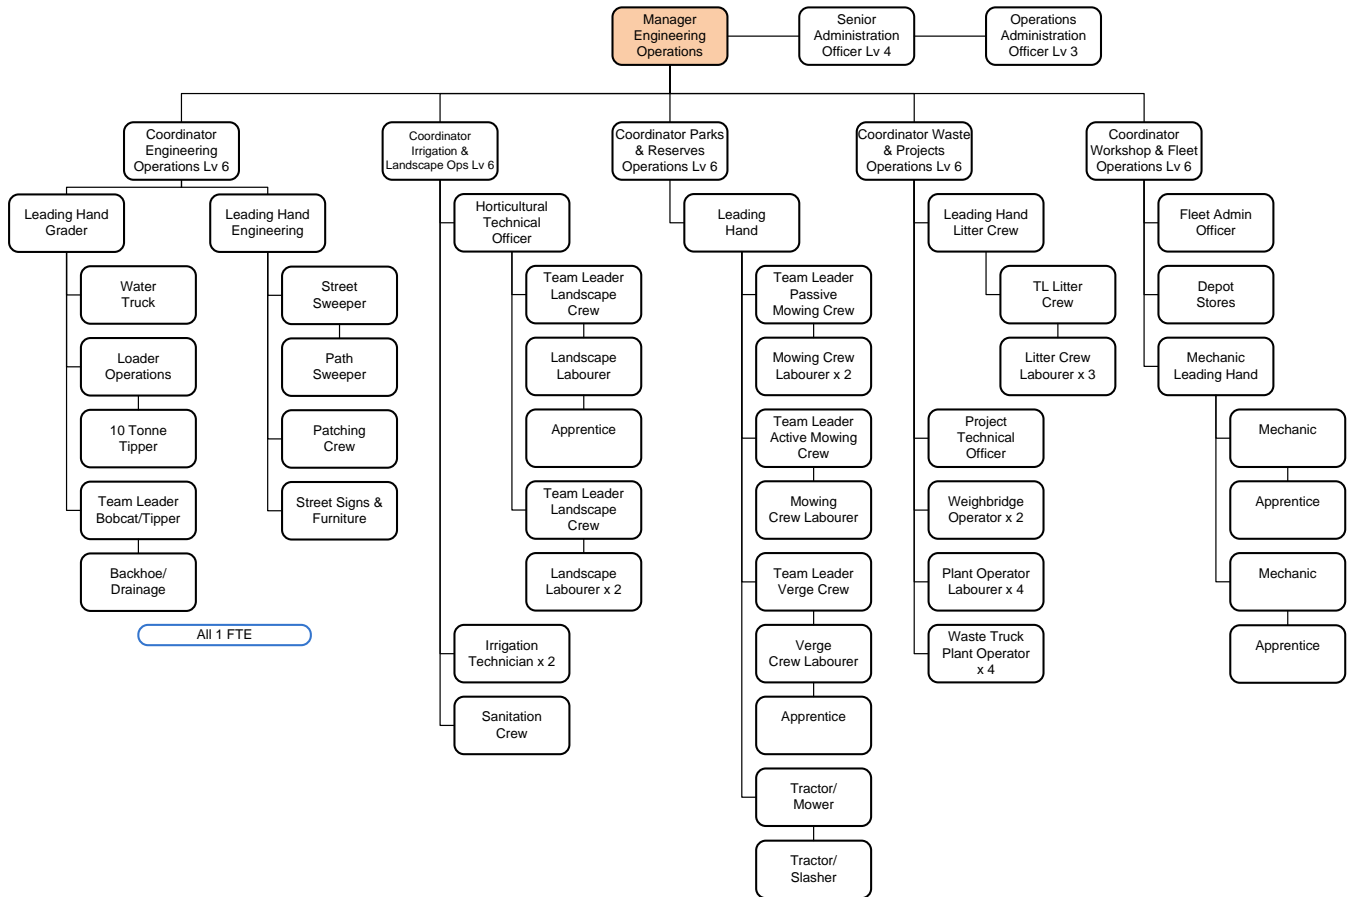 Manager
Engineering
Operations
Senior
Administration
Officer Lv 4
Operations
Administration
Officer Lv 3
Coordinator
Engineering
Operations Lv 6
Coordinator
Irrigation &
Landscape Ops Lv 6
Coordinator Parks
& Reserves
Operations Lv 6
Coordinator Waste
& Projects
Operations Lv 6
Coordinator
Workshop & Fleet
Operations Lv 6
Leading Hand
Grader
Leading Hand
Engineering
Water
Truck
Loader
Operations
10 Tonne
Tipper
Team Leader
Bobcat/Tipper
Backhoe/
Drainage
Street
Sweeper
Path
Sweeper
Patching
Crew
Street Signs &
Furniture
All 1 FTE
Horticultural
Technical
Officer
Team Leader
Landscape
Crew
Landscape
Labourer
Apprentice
Team Leader
Landscape
Crew
Landscape
Labourer x 2
Irrigation
Technician x 2
Sanitation
Crew
Leading
Hand
Team Leader
Passive
Mowing Crew
Mowing Crew
Labourer x 2
Team Leader
Active Mowing
Crew
Mowing
Crew Labourer
Team Leader
Verge Crew
Verge
Crew Labourer
Apprentice
Tractor/
Mower
Tractor/
Slasher
Leading Hand
Litter Crew
TL Litter
Crew
Litter Crew
Labourer x 3
Project
Technical
Officer
Weighbridge
Operator x 2
Plant Operator
Labourer x 4
Waste Truck
Plant Operator
x 4
Fleet Admin
Officer
Depot
Stores
Mechanic
Leading Hand
Mechanic
Apprentice
Mechanic
Apprentice